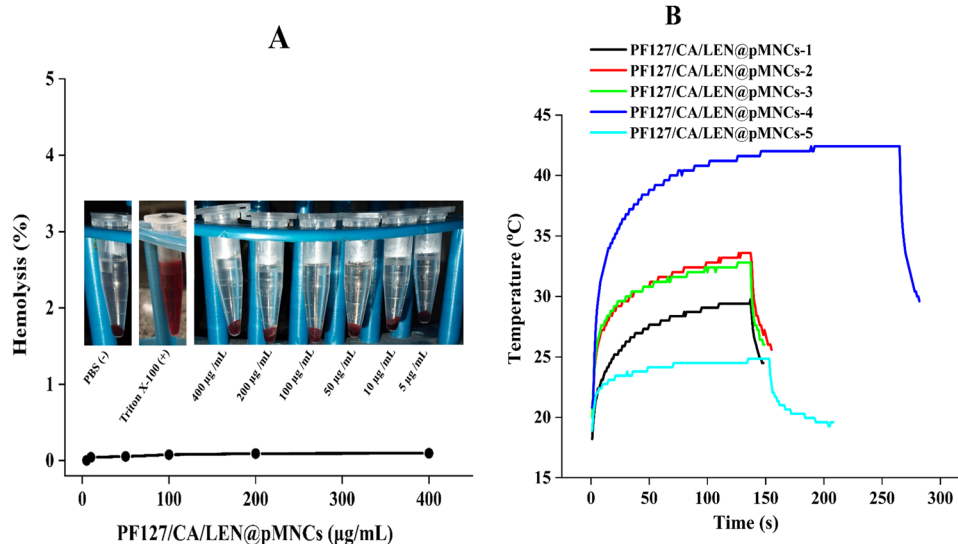 A
Hemolysis (%)
5
4
3
2
1
0
PBS (-)
Triton X-100 (+)
400 µg /mL
200 µg /mL
100 µg /mL
50 µg /mL
10 µg /mL
5 µg /mL
0
100
200
300
400
PF127/CA/LEN@pMNCs (µg/mL)
B
PF127/CA/LEN@pMNCs-1
PF127/CA/LEN@pMNCs-2
PF127/CA/LEN@pMNCs-3
PF127/CA/LEN@pMNCs-4
PF127/CA/LEN@pMNCs-5
Temperature (ºC)
45
40
35
30
25
20
15
0
50
100
150
200
250
300
Time (s)